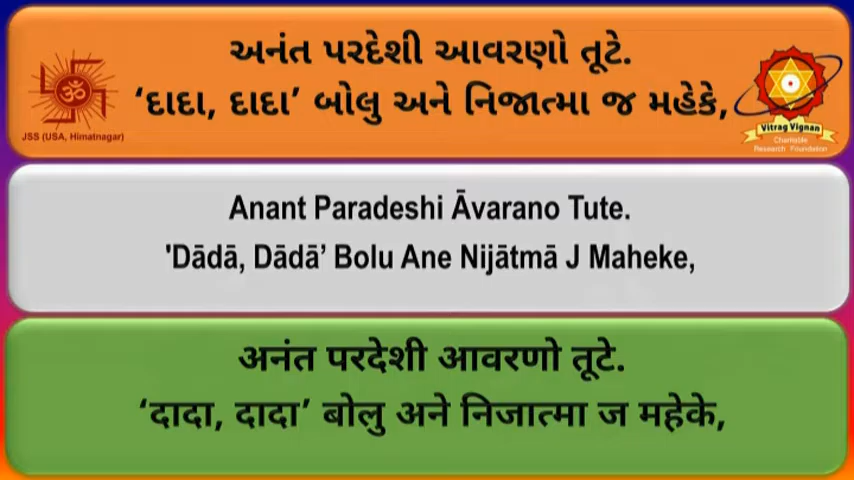 અનંત પરદેશી આવરણો તૂટે.
‘દાદા, દાદા’ બોલુ અને નિજાત્મા જ મહેકે,
JSS (USA, Himatnagar)
Vitrag Vignan
Charitable
Research Foundation
Anant Paradeshi Āvarano Tute.
'Dādā, Dādā’ Bolu Ane Nijātmā J Maheke,
अनंत परदेशी आवरणो तूटे.
‘दादा, दादा’ बोलु अने निजात्मा ज महेके,